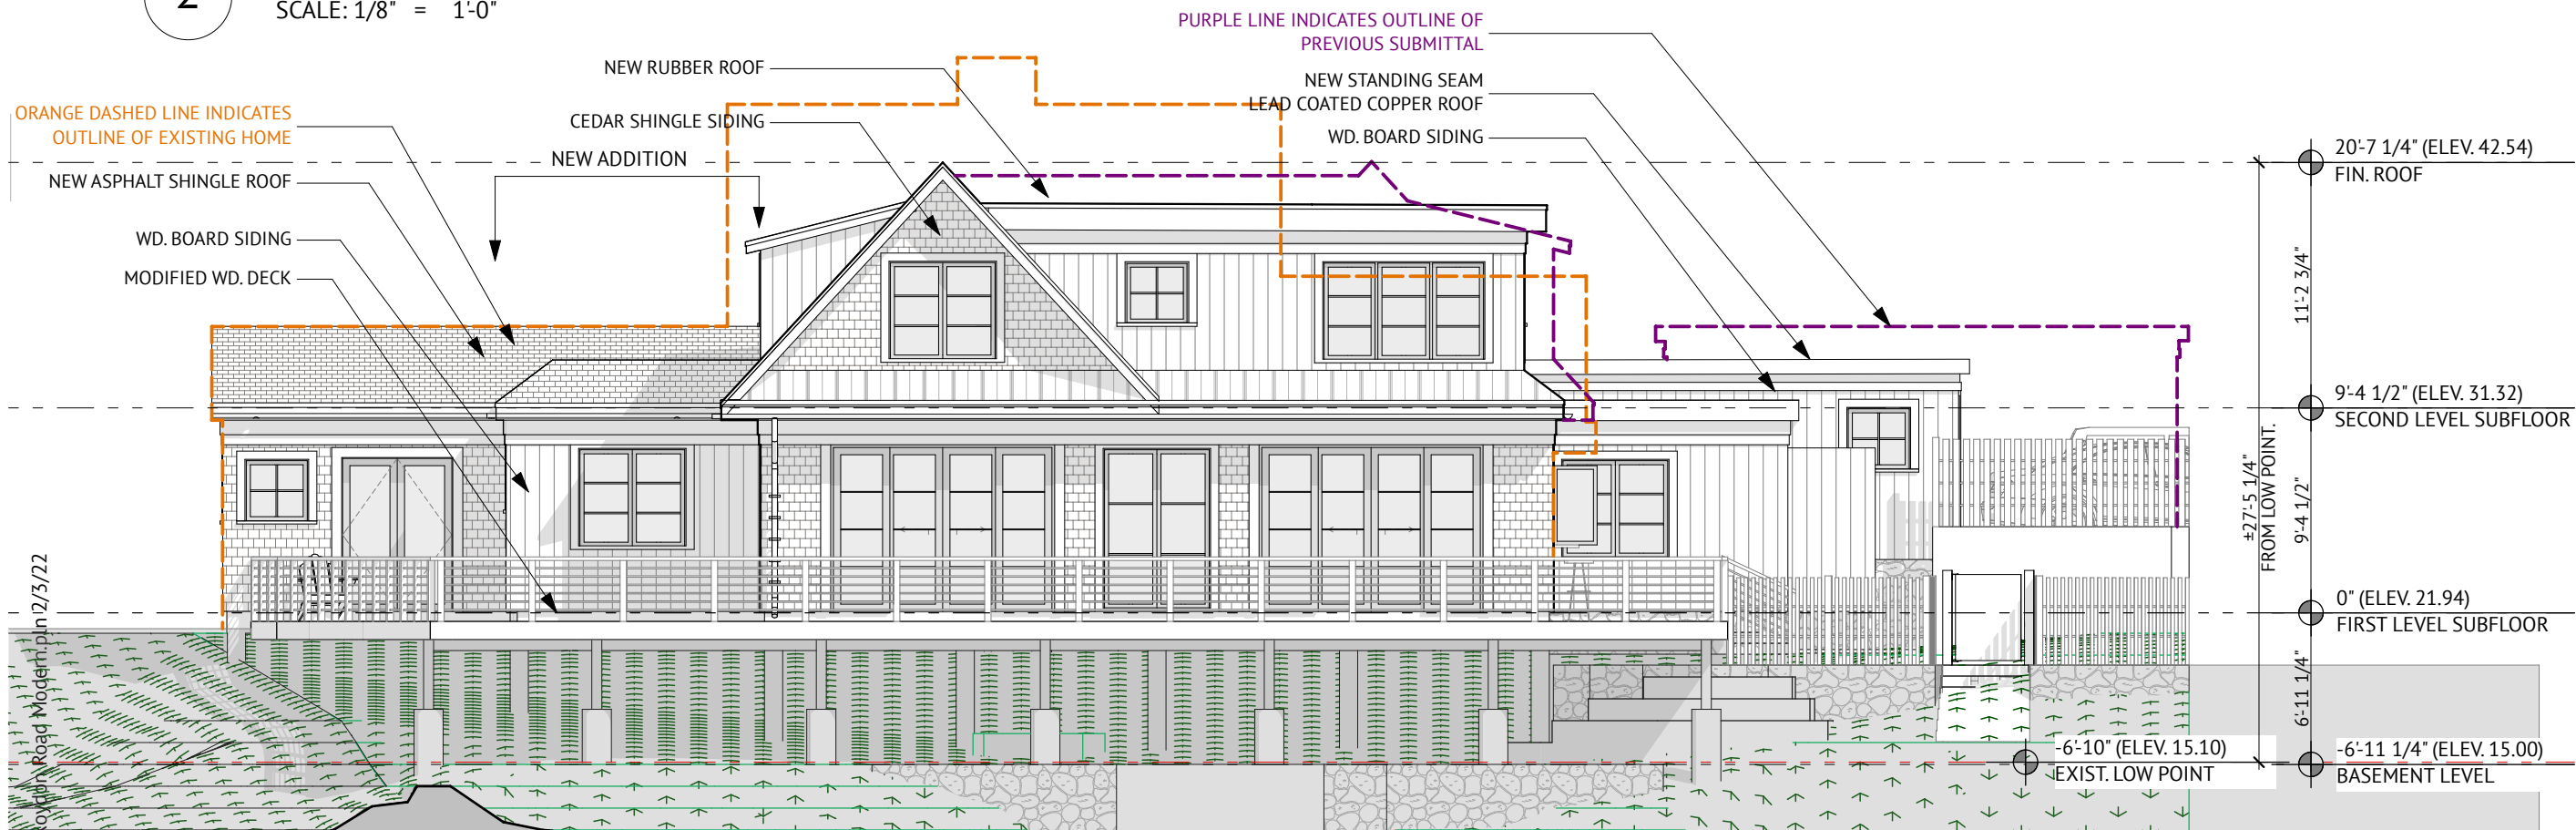 2
SCALE: 1/8" = 1'-0"
PURPLE LINE INDICATES OUTLINE OF
PREVIOUS SUBMITTAL
NEW RUBBER ROOF
NEW STANDING SEAM
LEAD COATED COPPER ROOF
ORANGE DASHED LINE INDICATES
OUTLINE OF EXISTING HOME
CEDAR SHINGLE SIDING
WD. BOARD SIDING
NEW ADDITION
20'-7 1/4" (ELEV. 42.54)
FIN. ROOF
NEW ASPHALT SHINGLE ROOF
WD. BOARD SIDING
MODIFIED WD. DECK
11'-2 3/4"
9'-4 1/2" (ELEV. 31.32)
SECOND LEVEL SUBFLOOR
±27'-5 1/4"
FROM LOW POINT.
9'-4 1/2"
0" (ELEV. 21.94)
FIRST LEVEL SUBFLOOR
6'-11 1/4"
-6'-10" (ELEV. 15.10)
EXIST. LOW POINT
-6'-11 1/4" (ELEV. 15.00)
BASEMENT LEVEL
Road Modern.pln 2/3/22